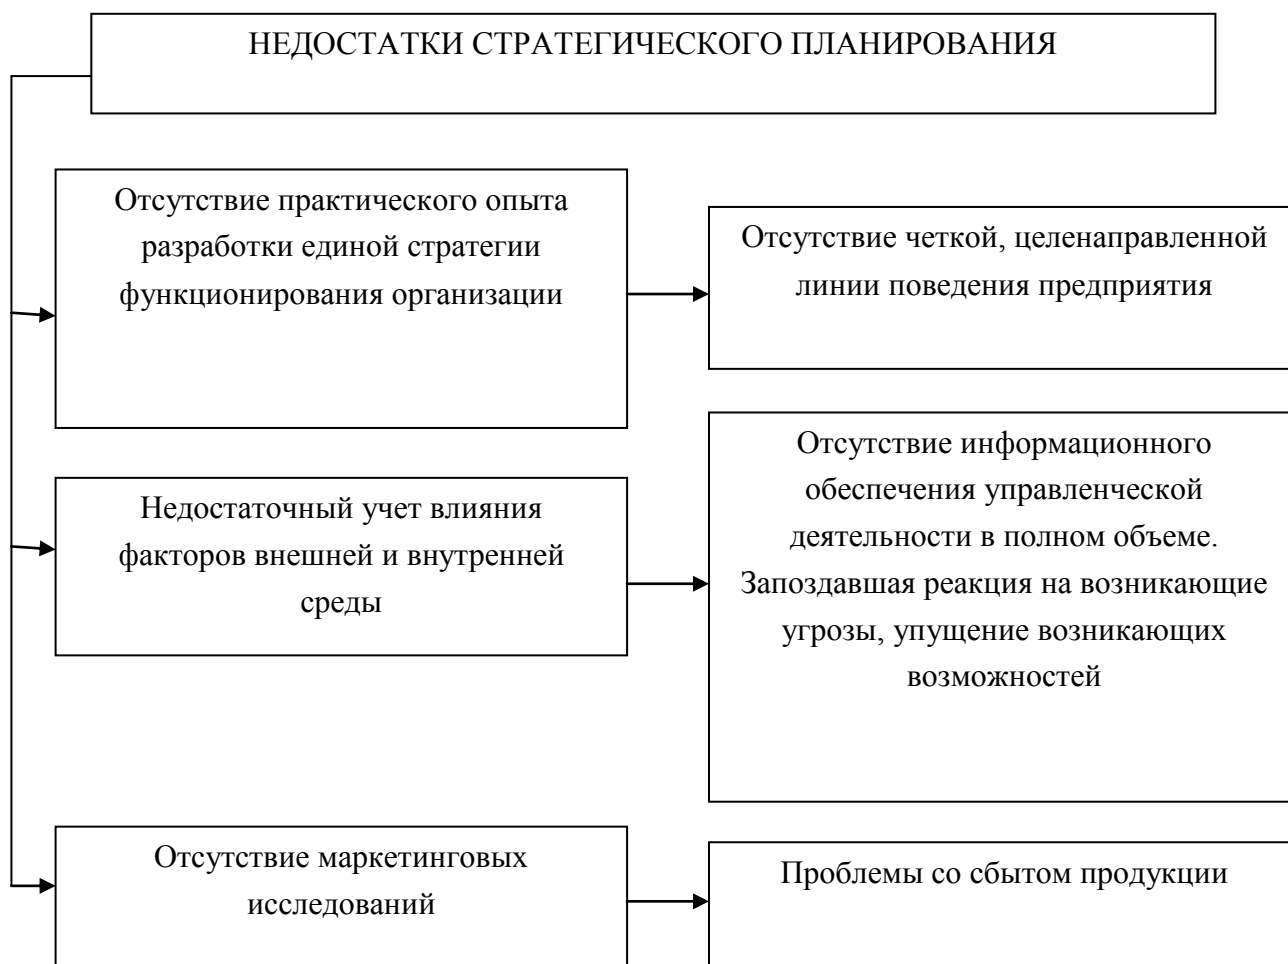 НЕДОСТАТКИ СТРАТЕГИЧЕСКОГО ПЛАНИРОВАНИЯ
Отсутствие практического опыта
разработки единой стратегии
функционирования организации
Отсутствие четкой, целенаправленной
линии поведения предприятия
Недостаточный учет влияния
факторов внешней и внутренней
среды
Отсутствие информационного
обеспечения управленческой
деятельности в полном объеме.
Запоздавшая реакция на возникающие
угрозы, упущение возникающих
возможностей
Отсутствие маркетинговых
исследований
Проблемы со сбытом продукции